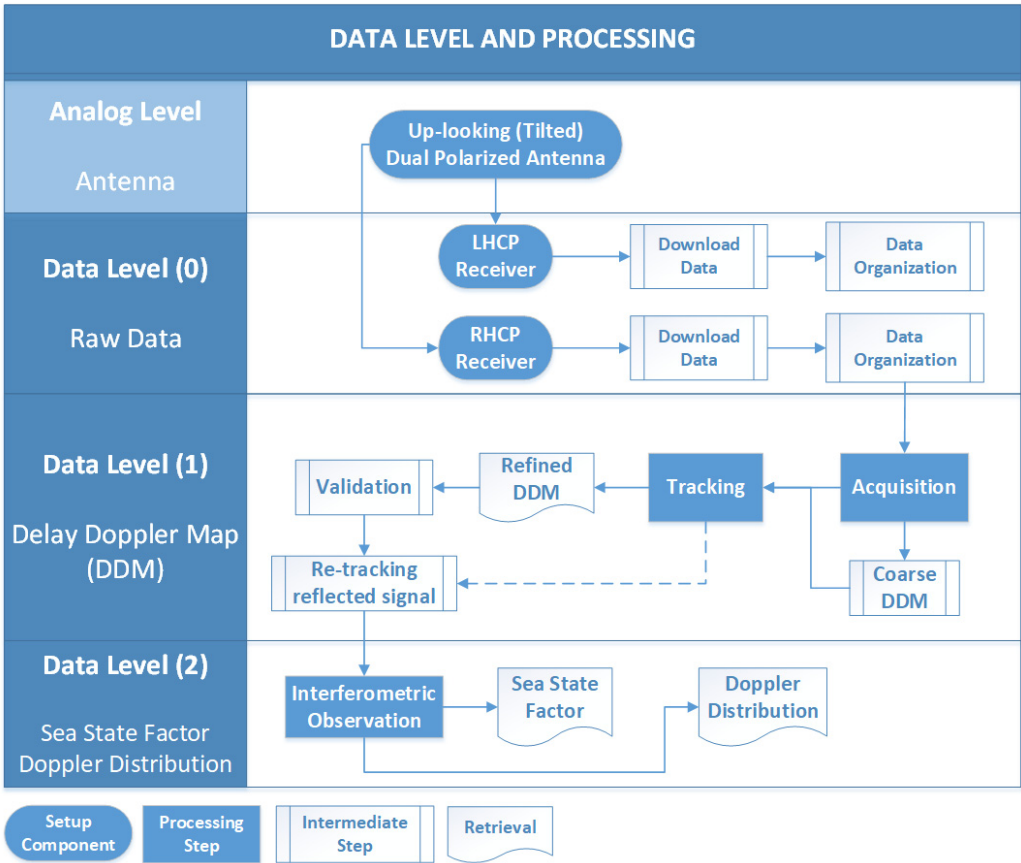 DATA LEVEL AND PROCESSING
Analog Level
Antenna
Up-looking (Tilted)
Dual Polarized Antenna
Data Level (0)
Raw Data
LHCP
Receiver
Download
Data
Data
Organization
RHCP
Receiver
Download
Data
Data
Organization
Data Level (1)
Delay Doppler Map
(DDM)
Validation
Refined
DDM
Tracking
Acquisition
Re-tracking
reflected signal
Coarse
DDM
Data Level (2)
Sea State Factor
Doppler Distribution
Interferometric
Observation
Sea State
Factor
Doppler
Distribution
Setup
Component
Processing
Step
Intermediate
Step
Retrieval